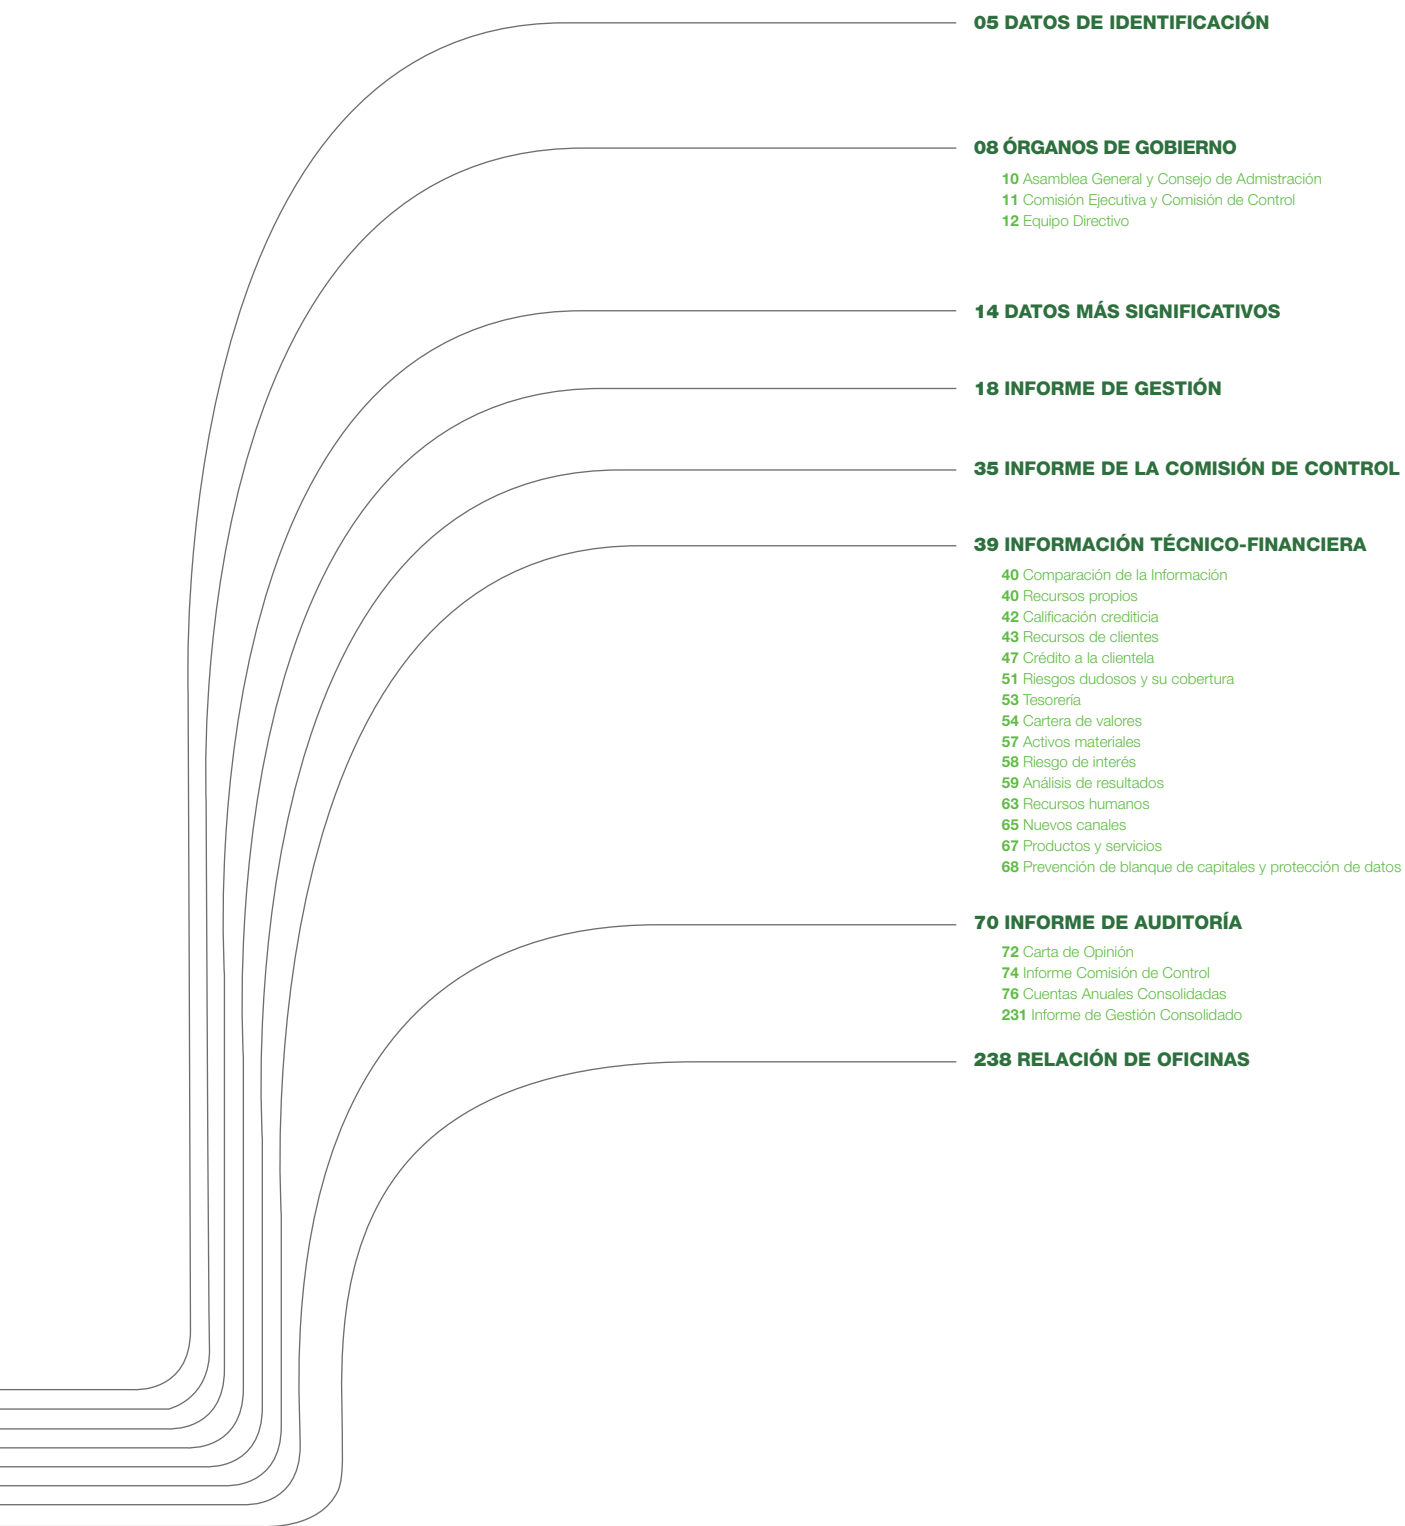 05 DATOS DE IDENTIFICACIÓN
08 ÓRGANOS DE GOBIERNO
10 Asamblea General y Consejo de Admistración
11 Comisión Ejecutiva y Comisión de Control
12 Equipo Directivo
14 DATOS MÁS SIGNIFICATIVOS
18 INFORME DE GESTIÓN
35 INFORME DE LA COMISIÓN DE CONTROL
39 INFORMACIÓN TÉCNICO-FINANCIERA
40 Comparación de la Información
40 Recursos propios
42 Calificación crediticia
43 Recursos de clientes
47 Crédito a la clientela
51 Riesgos dudosos y su cobertura
53 Tesorería
54 Cartera de valores
57 Activos materiales
58 Riesgo de interés
59 Análisis de resultados
63 Recursos humanos
65 Nuevos canales
67 Productos y servicios
68 Prevención de blanque de capitales y protección de datos
70 INFORME DE AUDITORÍA
72 Carta de Opinión
74 Informe Comisión de Control
76 Cuentas Anuales Consolidadas
231 Informe de Gestión Consolidado
238 RELACIÓN DE OFICINAS